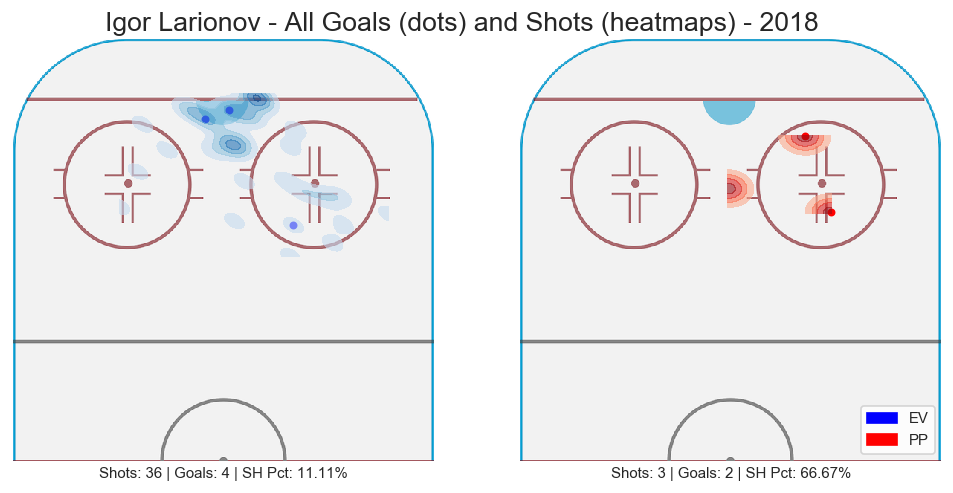 Igor Larionov - All Goals (dots) and Shots (heatmaps) - 2018
EV
PP
Shots: 36 | Goals: 4 | SH Pct: 11.11%
Shots: 3 | Goals: 2 | SH Pct: 66.67%